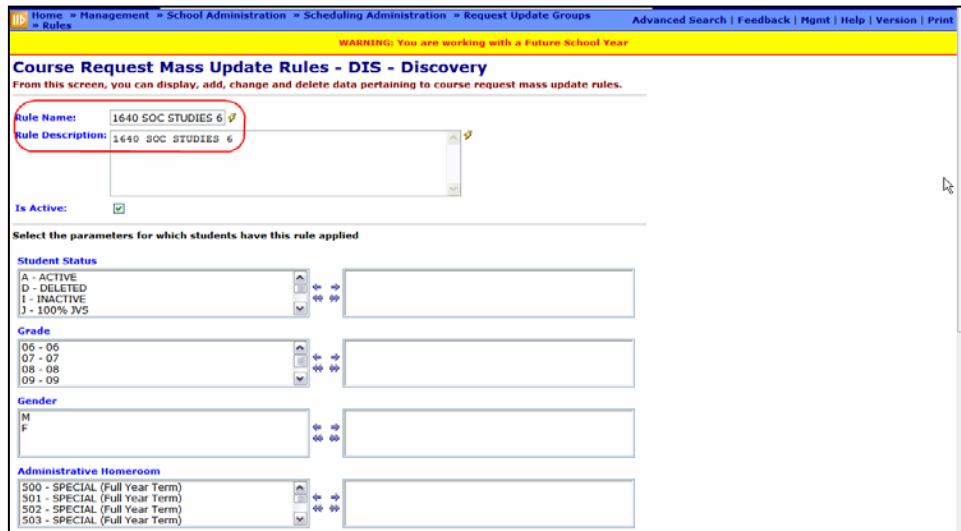 Home » Management » School Administration » Scheduling Administration » Request Update Groups
» Rules
Advanced Search | Feedback | Mgmt | Help | Version | Print
WARNING: You are working with a Future School Year
Course Request Mass Update Rules - DIS - Discovery
From this screen, you can display, add, change and delete data pertaining to course request mass update rules.
Rule Name: 1640 SOC STUDIES 6
Rule Description: 1640 SOC STUDIES 6
Is Active:
Select the parameters for which students have this rule applied
Student Status
A - ACTIVE
D - DELETED
I - INACTIVE
J - 100% JVS
Grade
06 - 06
07 - 07
08 - 08
09 - 09
Gender
M
F
Administrative Homeroom
500 - SPECIAL (Full Year Term)
501 - SPECIAL (Full Year Term)
502 - SPECIAL (Full Year Term)
503 - SPECIAL (Full Year Term)